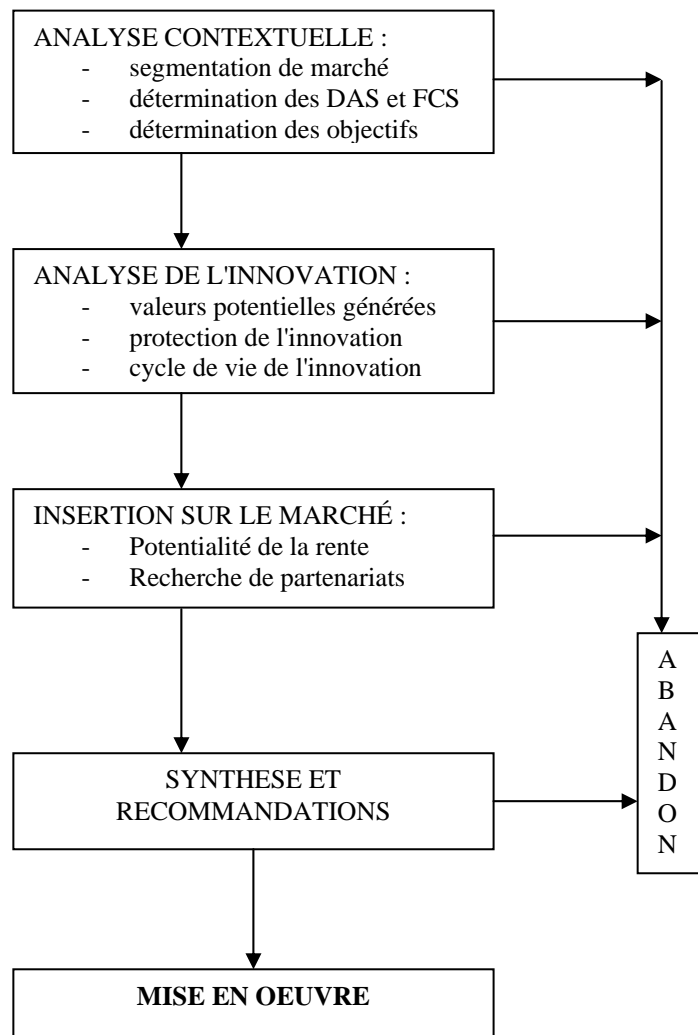 ANALYSE CONTEXTUELLE :
- segmentation de marché
- détermination des DAS et FCS
- détermination des objectifs
ANALYSE DE L'INNOVATION :
- valeurs potentielles générées
- protection de l'innovation
- cycle de vie de l'innovation
INSERTION SUR LE MARCHÉ :
- Potentialité de la rente
- Recherche de partenariats
A
B
A
N
D
O
N
SYNTHESE ET
RECOMMANDATIONS
MISE EN OEUVRE